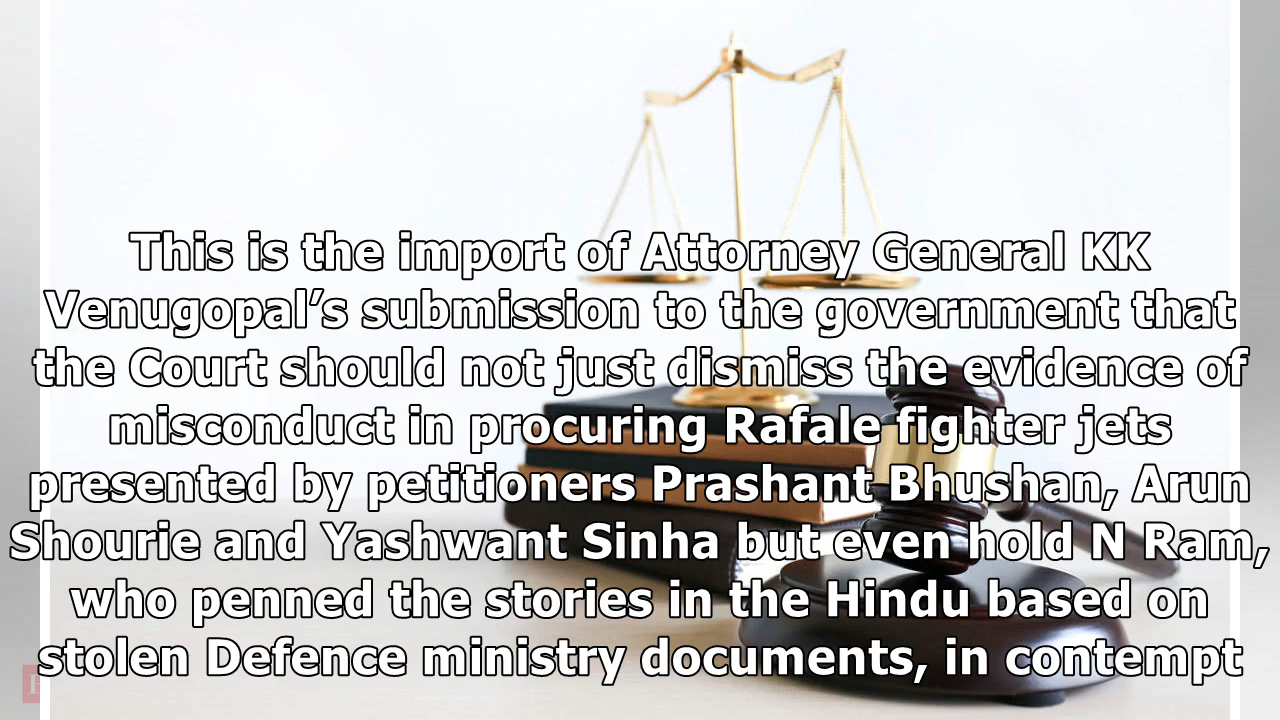 This is the import of Attorney General KK
Venugopal’s submission to the government that
the Court should not just dismiss the evidence of
misconduct in procuring Rafale fighter jets
presented by petitioners Prashant Bhushan, Arun
Shourie and Yashwant Sinha but even hold N Ram,
who penned the stories in the Hindu based on
stolen Defence ministry documents, in contempt